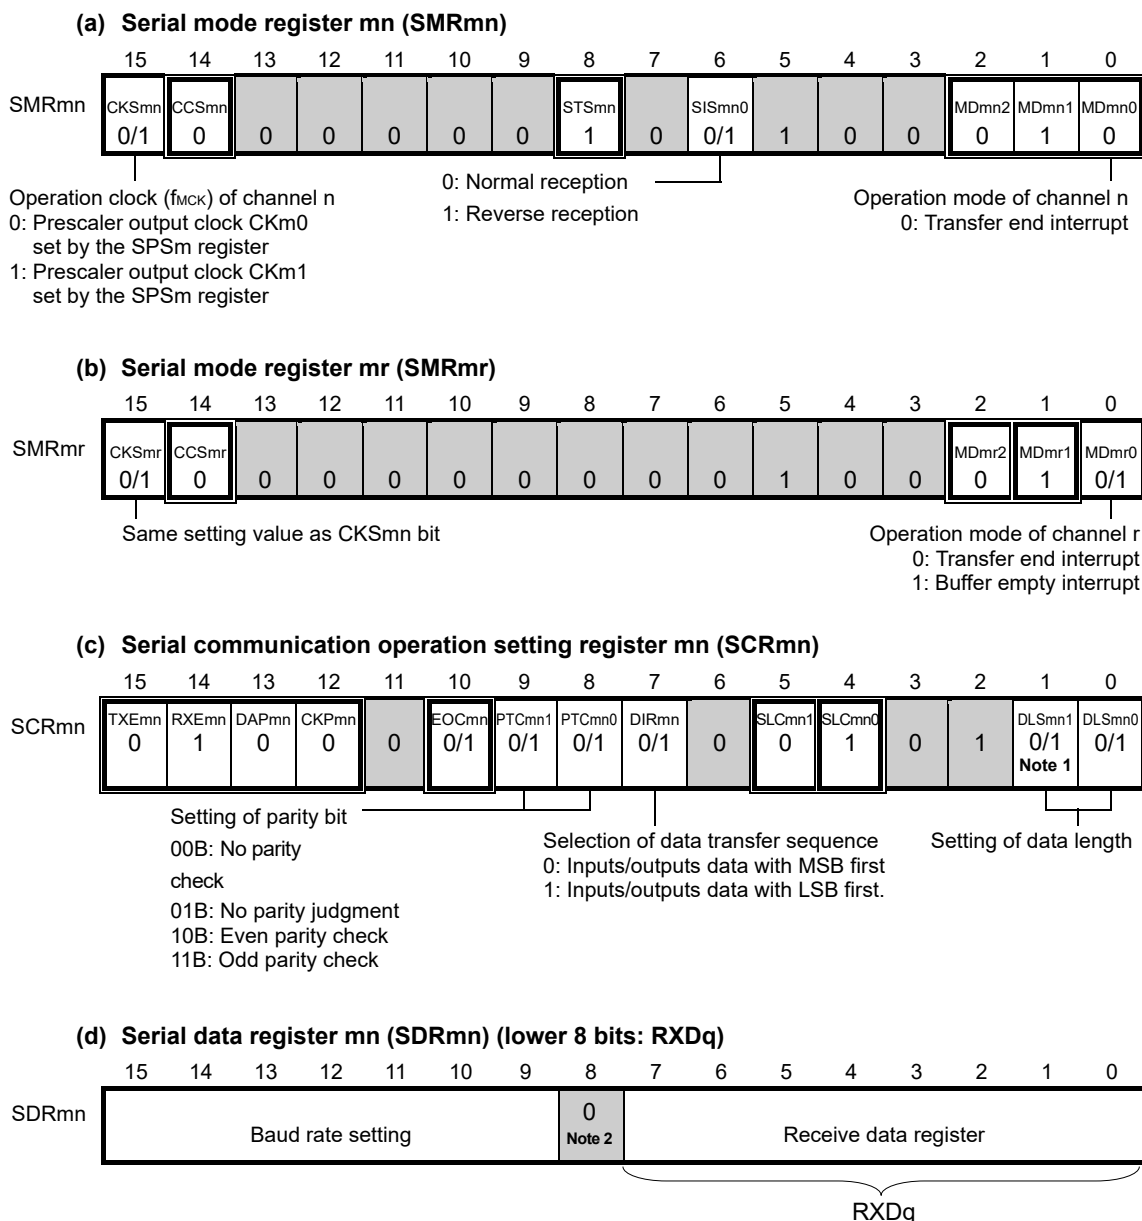 (a) Serial mode register mn (SMRmn)
15 14 13 12 11 10 9 8 7 6 5 4 3 2 1 0
SMRmn
CKSmn CCSmn STSmn SISmn0 MDmn2 MDmn1 MDmn0
0/1 0 0 0 0 0 0 1 0 0/1 1 0 0 0 1 0
Operation clock (fMCK) of channel n
0: Prescaler output clock CKm0
set by the SPSm register
1: Prescaler output clock CKm1
set by the SPSm register
0: Normal reception
1: Reverse reception
Operation mode of channel n
0: Transfer end interrupt
(b) Serial mode register mr (SMRmr)
15 14 13 12 11 10 9 8 7 6 5 4 3 2 1 0
SMRmr
CKSmr CCSmr MDmr2 MDmr1 MDmr0
0/1 0 0 0 0 0 0 0 0 0 1 0 0 0 1 0/1
Same setting value as CKSmn bit
Operation mode of channel r
0: Transfer end interrupt
1: Buffer empty interrupt
(c) Serial communication operation setting register mn (SCRmn)
15 14 13 12 11 10 9 8 7 6 5 4 3 2 1 0
SCRmn
TXEmn RXEmn DAPmn CKPmn EOCmn PTCmn1 PTCmn0 DIRmn SLCmn1 SLCmn0 DLSmn1 DLSmn0
0 1 0 0 0 0/1 0/1 0/1 0/1 0 0 1 0 1 0/1 0/1
Note 1
Setting of parity bit
00B: No parity
check
01B: No parity judgment
10B: Even parity check
11B: Odd parity check
Selection of data transfer sequence
0: Inputs/outputs data with MSB first
1: Inputs/outputs data with LSB first.
Setting of data length
(d) Serial data register mn (SDRmn) (lower 8 bits: RXDq)
15 14 13 12 11 10 9 8 7 6 5 4 3 2 1 0
SDRmn
Baud rate setting
0
Note 2
Receive data register
RXDq